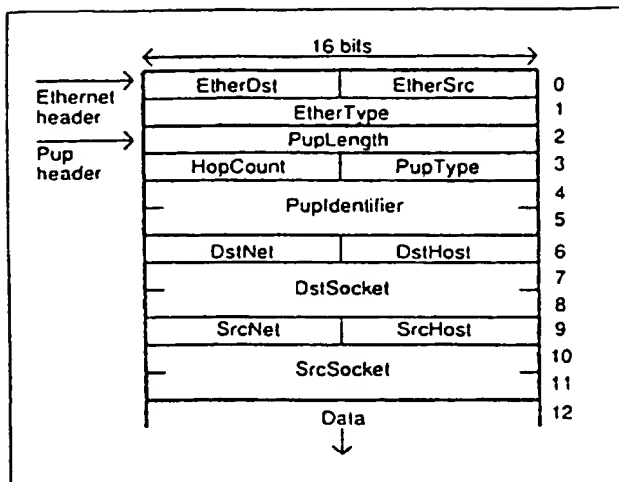 16 bits
EtherDst EtherSrc 0
Ethernet header
EtherType 1
PupLength 2
Pup header
HopCount PupType 3
4
PupIdentifier
5
DstNet DstHost 6
7
DstSocket
8
SrcNet SrcHost 9
10
SrcSocket
11
Data 12